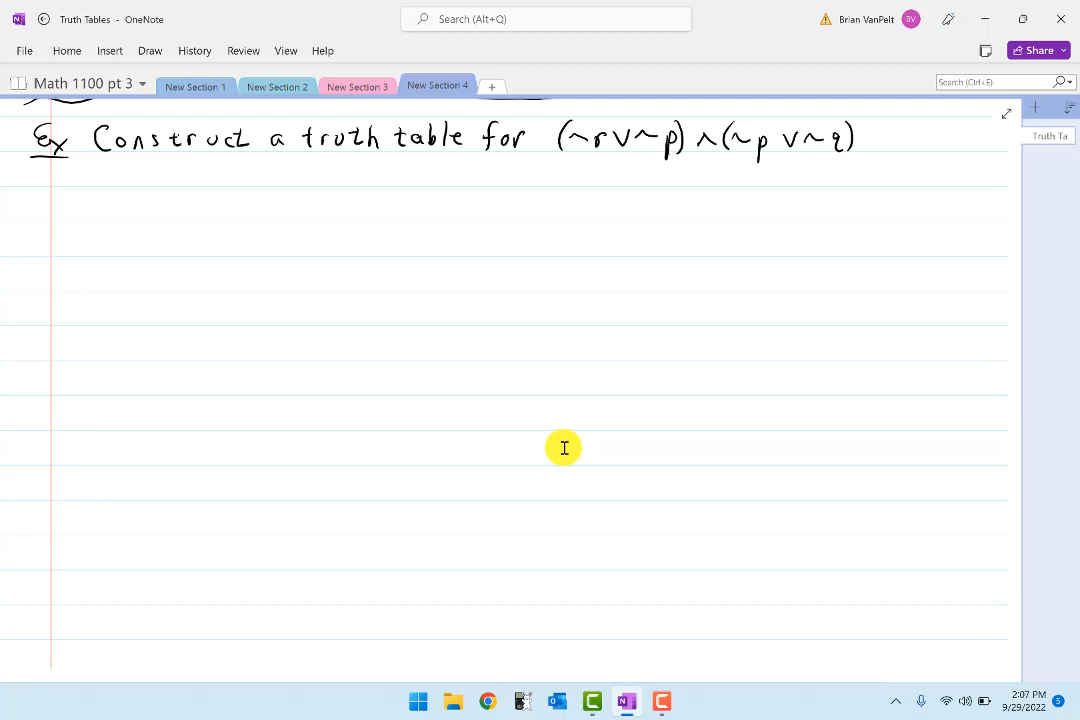 Truth Tables - OneNote
Search (Alt+Q)
Brian VanPelt
BV
File Home Insert Draw History Review View Help
Share
Math 1100 pt 3
New Section 1
New Section 2
New Section 3
New Section 4
+
Search (Ctrl+E)
Ex Construct a truth table for (~r∨~p)∧(~p∨~q)
Truth Ta
2:07 PM
9/29/2022
5